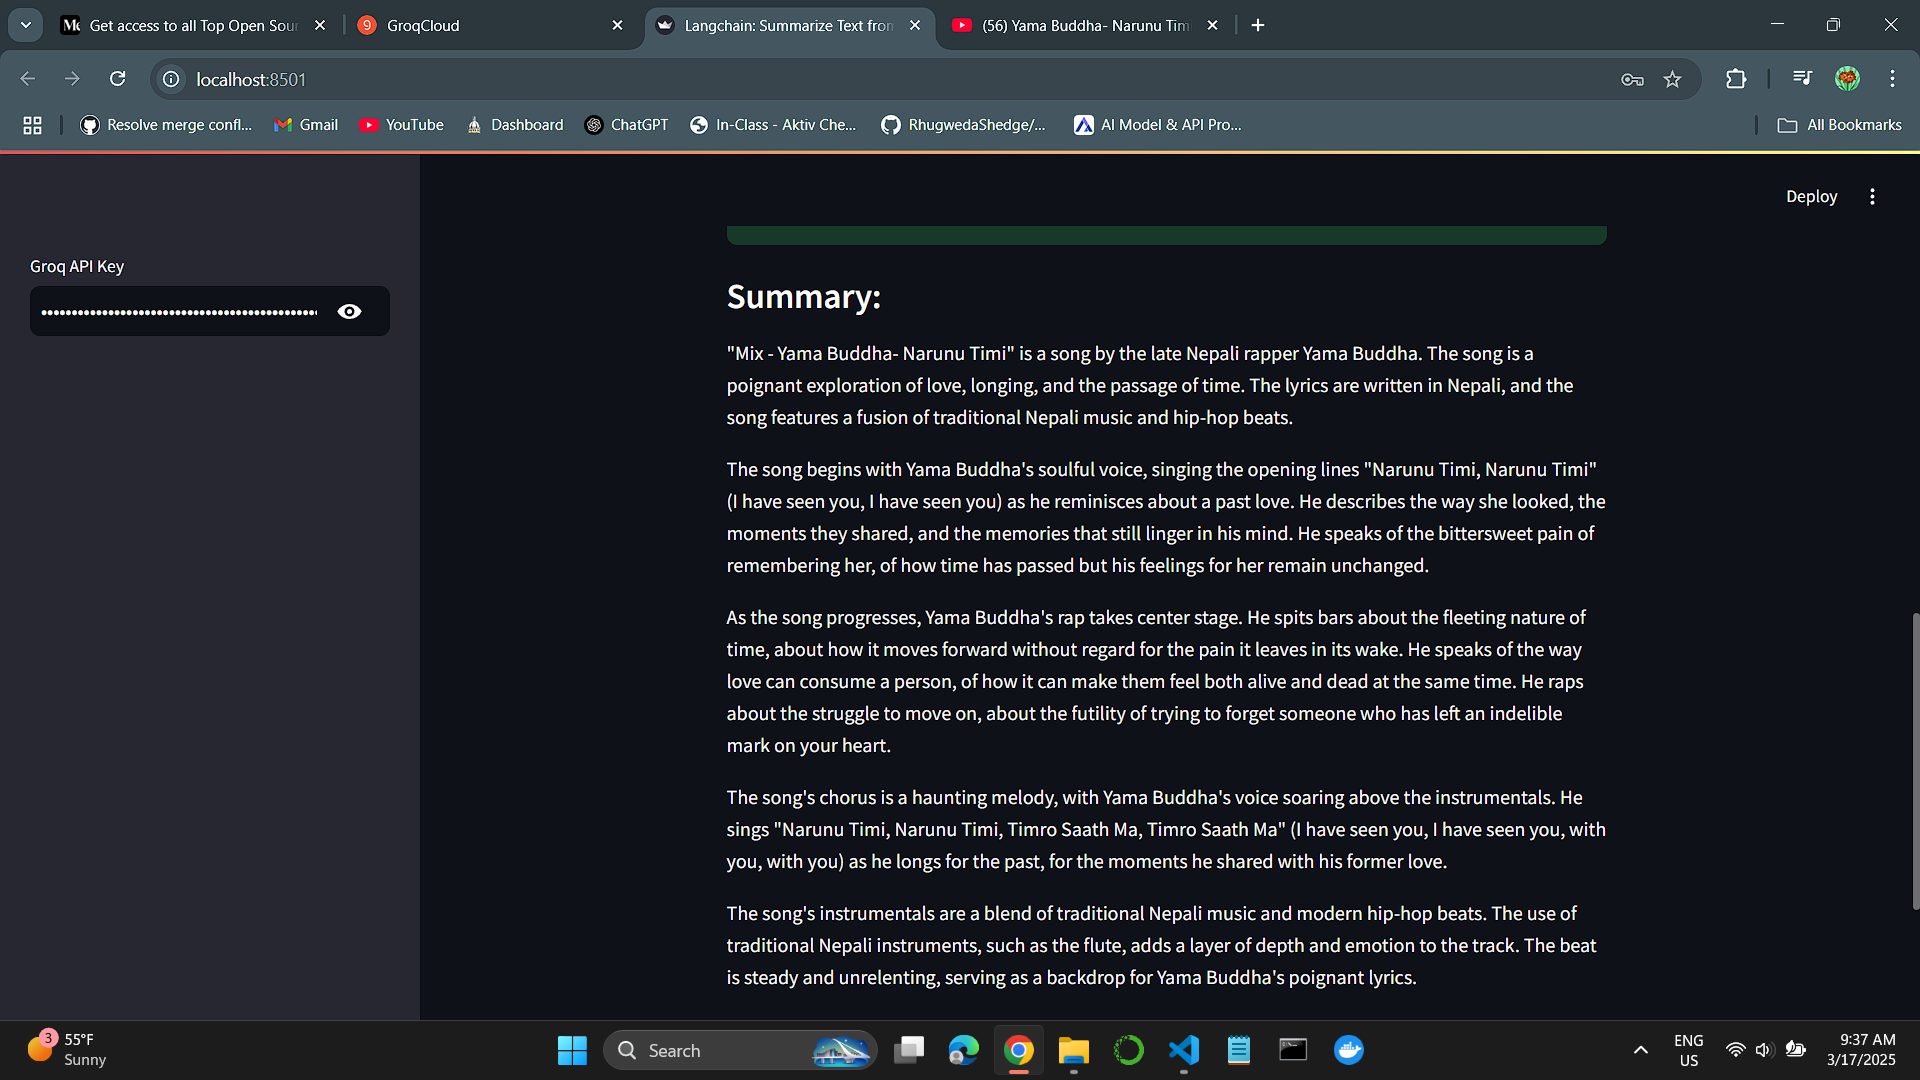 Get access to all Top Open Sour
GroqCloud
Langchain: Summarize Text from
(56) Yama Buddha- Narunu Tim
localhost:8501
Resolve merge confl...
Gmail
YouTube
Dashboard
ChatGPT
In-Class - Aktiv Che...
RhugwedaShedge/...
AI Model & API Pro...
All Bookmarks
Deploy
Groq API Key
Summary:
"Mix - Yama Buddha- Narunu Timi" is a song by the late Nepali rapper Yama Buddha. The song is a
poignant exploration of love, longing, and the passage of time. The lyrics are written in Nepali, and the
song features a fusion of traditional Nepali music and hip-hop beats.
The song begins with Yama Buddha's soulful voice, singing the opening lines "Narunu Timi, Narunu Timi"
(I have seen you, I have seen you) as he reminisces about a past love. He describes the way she looked, the
moments they shared, and the memories that still linger in his mind. He speaks of the bittersweet pain of
remembering her, of how time has passed but his feelings for her remain unchanged.
As the song progresses, Yama Buddha's rap takes center stage. He spits bars about the fleeting nature of
time, about how it moves forward without regard for the pain it leaves in its wake. He speaks of the way
love can consume a person, of how it can make them feel both alive and dead at the same time. He raps
about the struggle to move on, about the futility of trying to forget someone who has left an indelible
mark on your heart.
The song's chorus is a haunting melody, with Yama Buddha's voice soaring above the instrumentals. He
sings "Narunu Timi, Narunu Timi, Timro Saath Ma, Timro Saath Ma" (I have seen you, I have seen you, with
you, with you) as he longs for the past, for the moments he shared with his former love.
The song's instrumentals are a blend of traditional Nepali music and modern hip-hop beats. The use of
traditional Nepali instruments, such as the flute, adds a layer of depth and emotion to the track. The beat
is steady and unrelenting, serving as a backdrop for Yama Buddha's poignant lyrics.
3
55°F
Sunny
Search
ENG
US
9:37 AM
3/17/2025